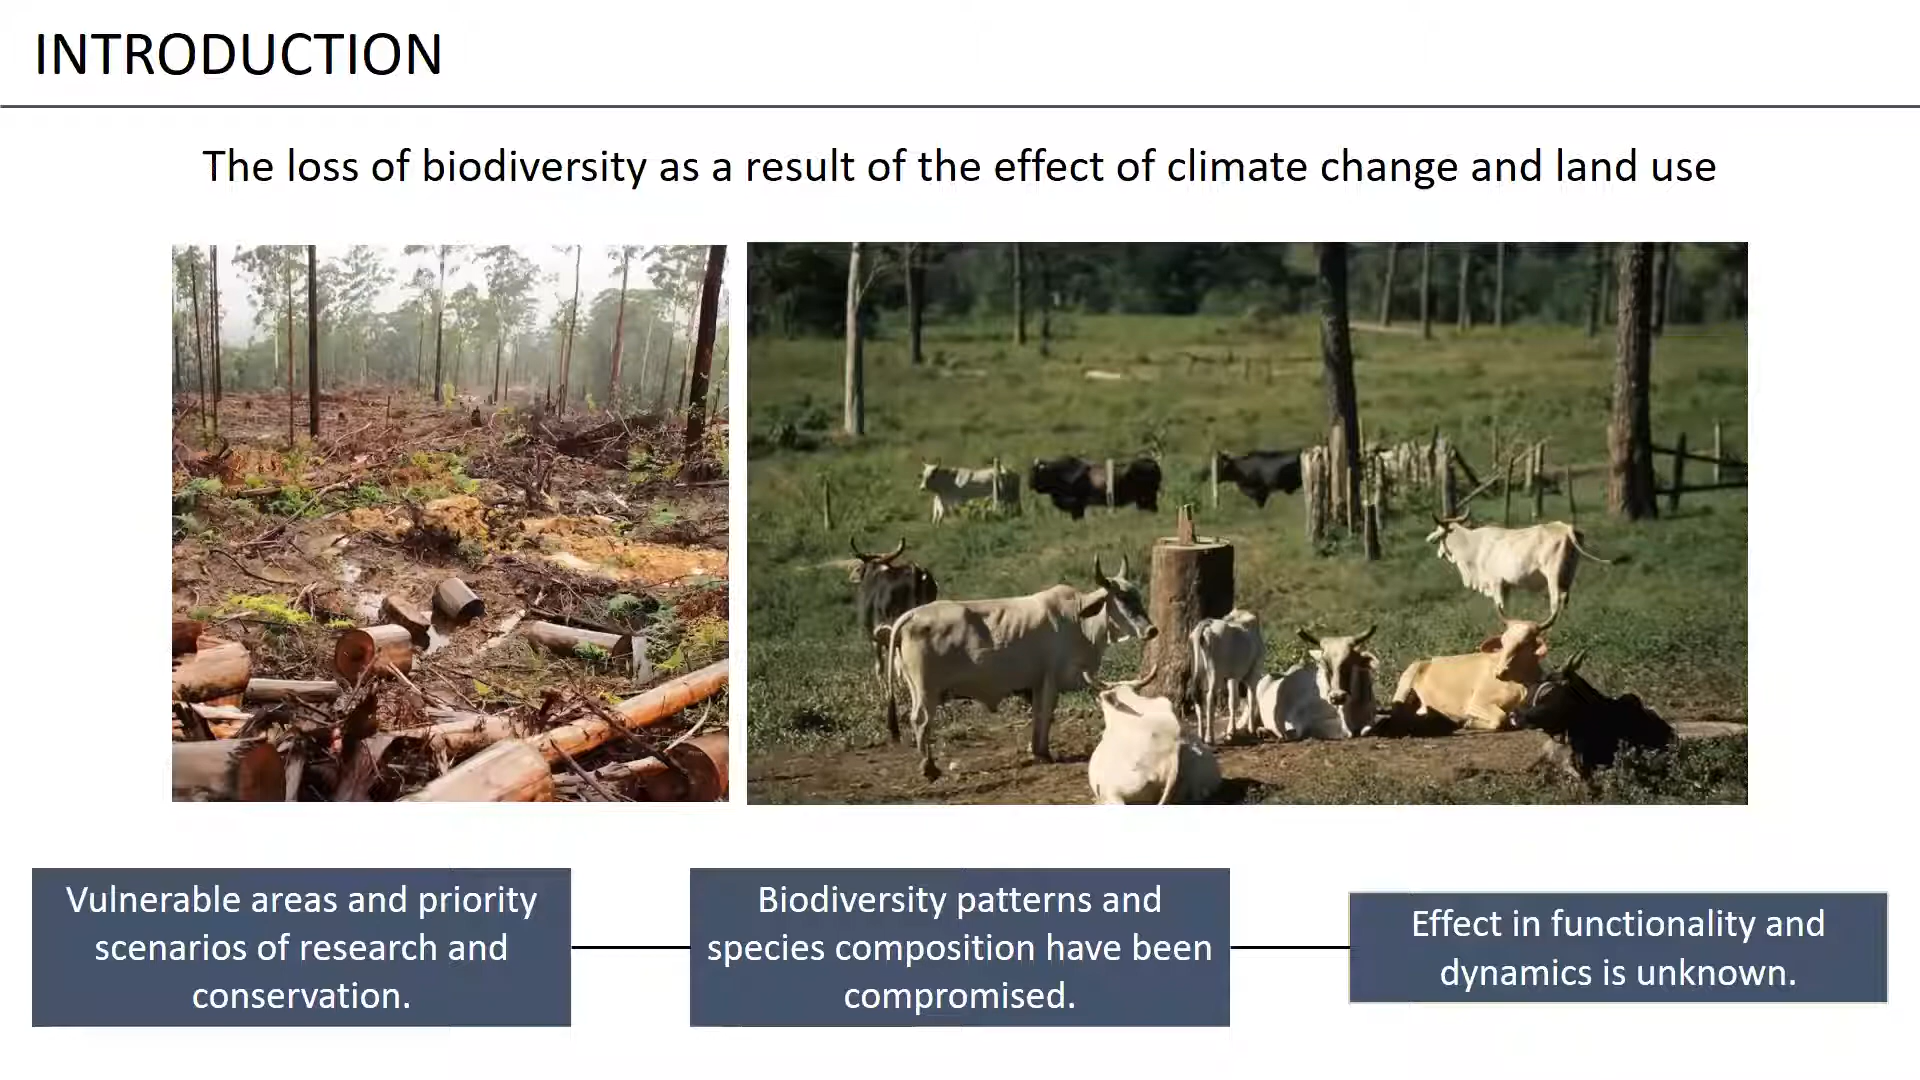 INTRODUCTION
The loss of biodiversity as a result of the effect of climate change and land use
Vulnerable areas and priority
scenarios of research and
conservation.
Biodiversity patterns and
species composition have been
compromised.
Effect in functionality and
dynamics is unknown.